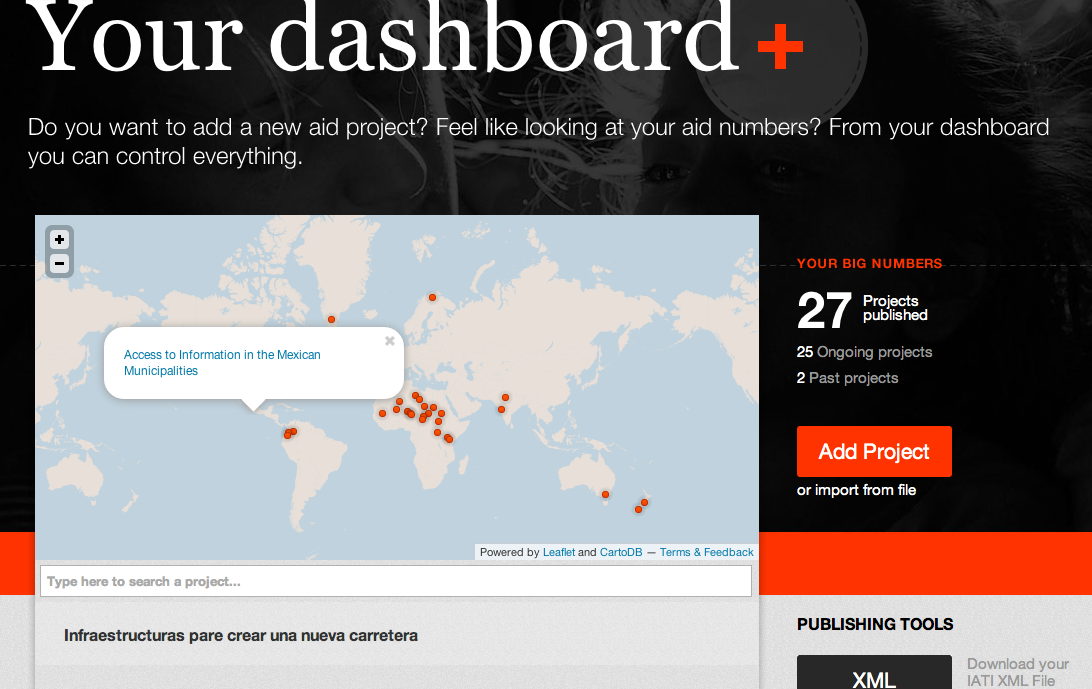 Your dashboard +
Do you want to add a new aid project? Feel like looking at your aid numbers? From your dashboard
you can control everything.
+
−
Access to Information in the Mexican
Municipalities
×
Powered by Leaflet and CartoDB — Terms & Feedback
Type here to search a project...
Infraestructuras pare crear una nueva carretera
YOUR BIG NUMBERS
27 Projects
published
25 Ongoing projects
2 Past projects
Add Project
or import from file
PUBLISHING TOOLS
XML
Download your
IATI XML File